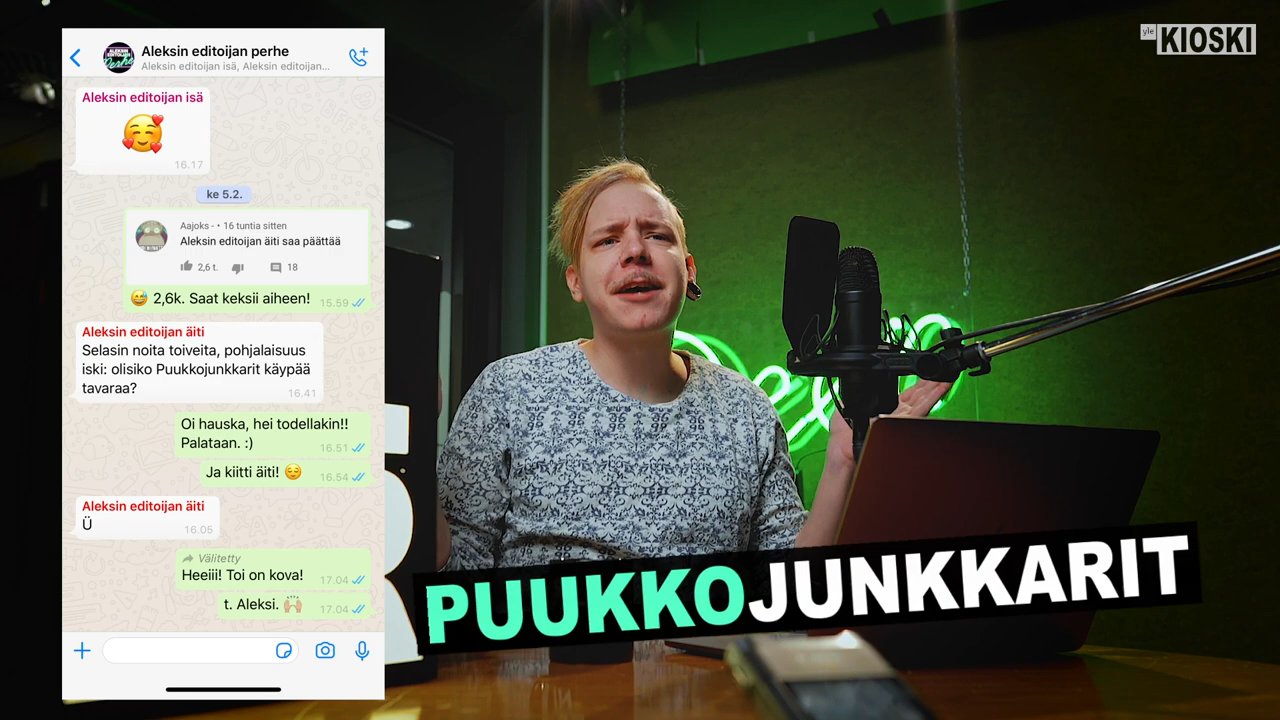 Aleksin editoijan perhe
Aleksin editoijan isä, Aleksin editoijan...
ALEKSIN
EDITOIJAN
Perhe
Aleksin editoijan isä
16.17
ke 5.2.
Aajoks - • 16 tuntia sitten
Aleksin editoijan äiti saa päättää
2,6 t. 18
😅 2,6k. Saat keksii aiheen! 15.59
Aleksin editoijan äiti
Selasin noita toiveita, pohjalaisuus
iski: olisiko Puukkojunkkarit käypää
tavaraa? 16.41
Oi hauska, hei todellakin!!
Palataan. :) 16.51
Ja kiitti äiti! 😌 16.54
Aleksin editoijan äiti
Ü 16.05
Välitetty
Heeiii! Toi on kova! 17.04
t. Aleksi. 🙌 17.04
yle KIOSKI
PUUKKOJUNKKARIT